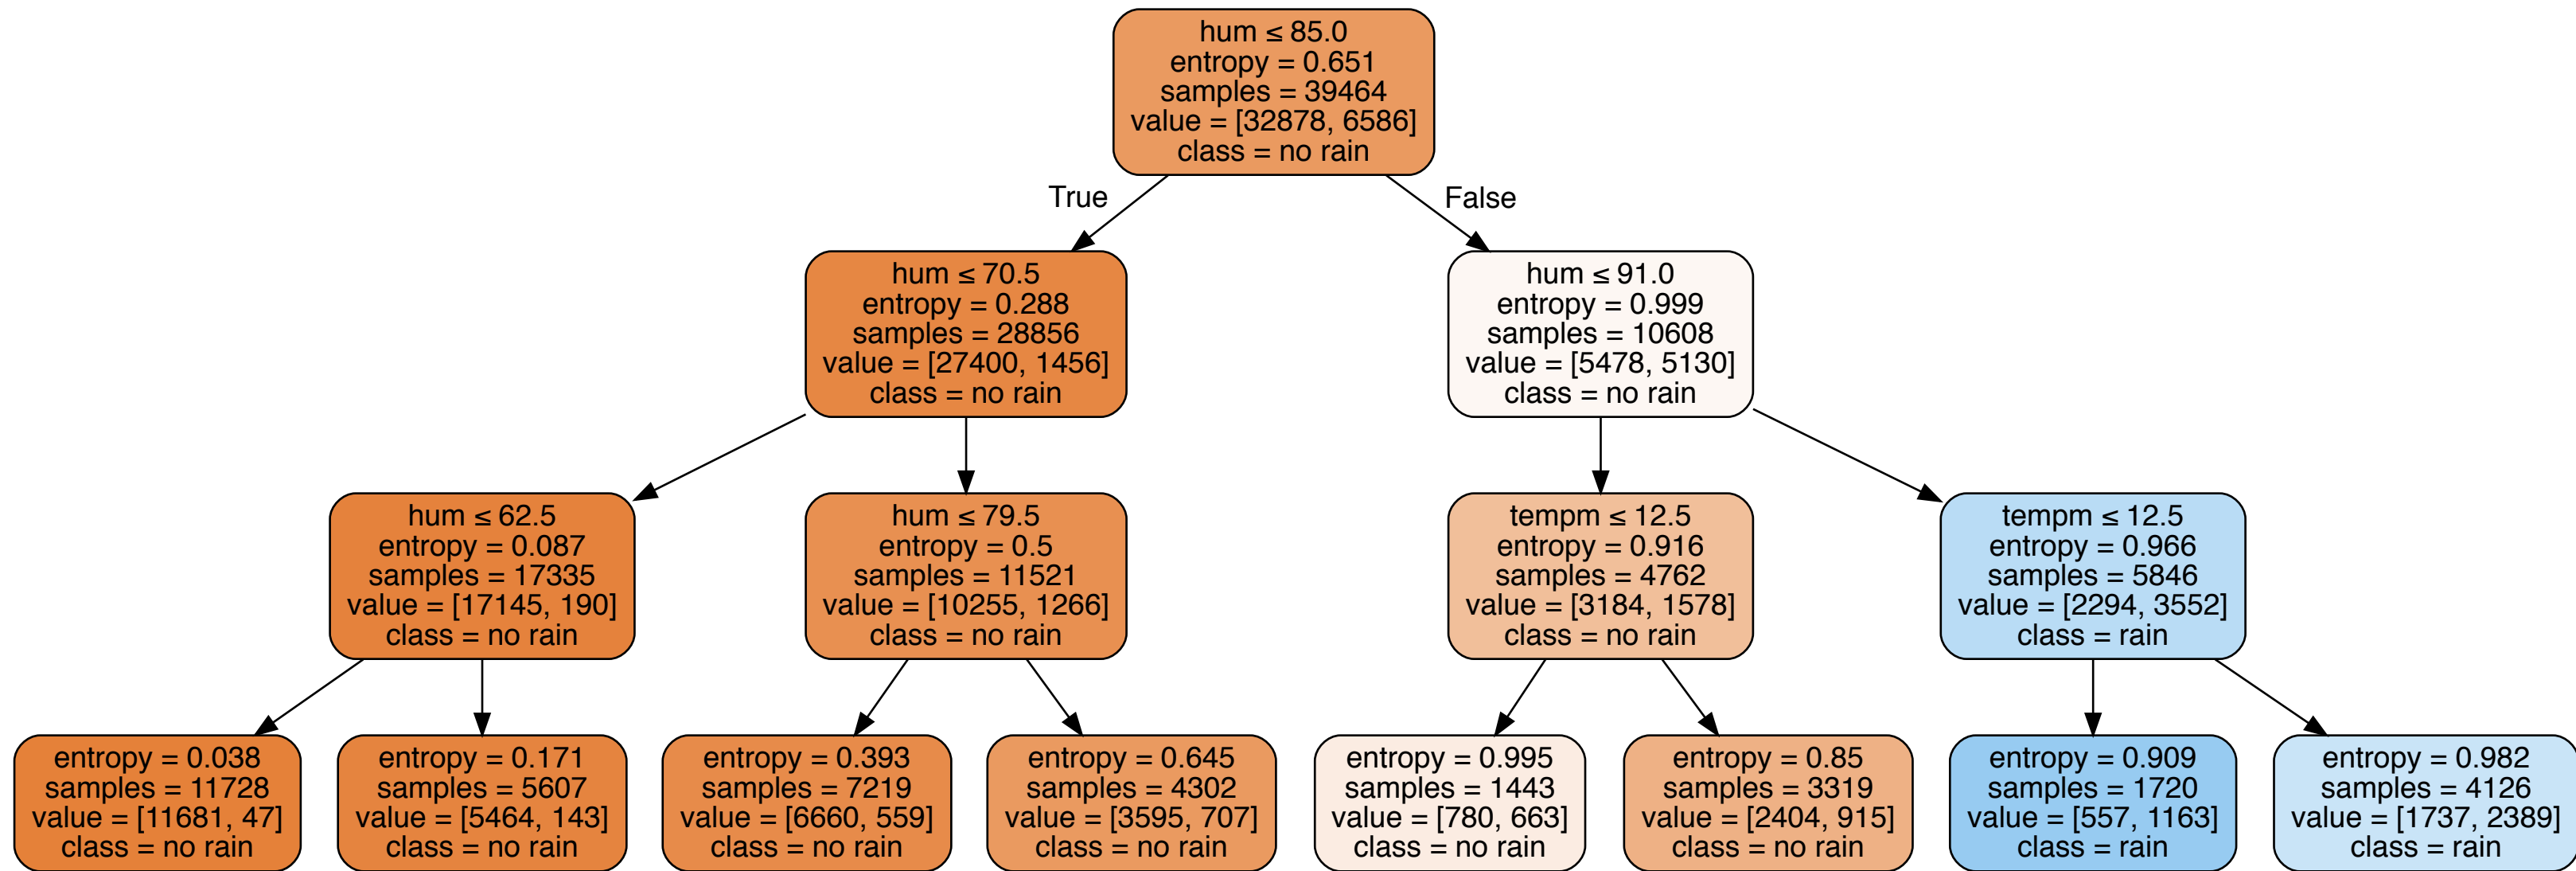 hum ≤ 85.0
entropy = 0.651
samples = 39464
value = [32878, 6586]
class = no rain
True
False
hum ≤ 70.5
entropy = 0.288
samples = 28856
value = [27400, 1456]
class = no rain
hum ≤ 91.0
entropy = 0.999
samples = 10608
value = [5478, 5130]
class = no rain
hum ≤ 62.5
entropy = 0.087
samples = 17335
value = [17145, 190]
class = no rain
hum ≤ 79.5
entropy = 0.5
samples = 11521
value = [10255, 1266]
class = no rain
tempm ≤ 12.5
entropy = 0.916
samples = 4762
value = [3184, 1578]
class = no rain
tempm ≤ 12.5
entropy = 0.966
samples = 5846
value = [2294, 3552]
class = rain
entropy = 0.038
samples = 11728
value = [11681, 47]
class = no rain
entropy = 0.171
samples = 5607
value = [5464, 143]
class = no rain
entropy = 0.393
samples = 7219
value = [6660, 559]
class = no rain
entropy = 0.645
samples = 4302
value = [3595, 707]
class = no rain
entropy = 0.995
samples = 1443
value = [780, 663]
class = no rain
entropy = 0.85
samples = 3319
value = [2404, 915]
class = no rain
entropy = 0.909
samples = 1720
value = [557, 1163]
class = rain
entropy = 0.982
samples = 4126
value = [1737, 2389]
class = rain